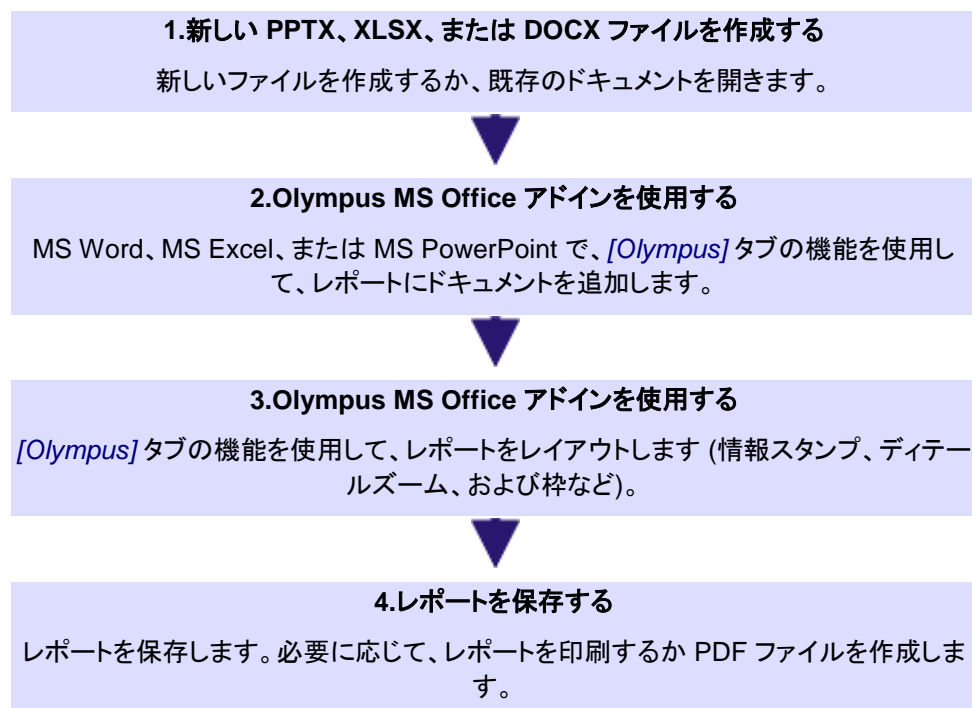 1.新しい PPTX、XLSX、または DOCX ファイルを作成する
新しいファイルを作成するか、既存のドキュメントを開きます。
2.Olympus MS Office アドインを使用する
MS Word、MS Excel、または MS PowerPoint で、[Olympus] タブの機能を使用し
て、レポートにドキュメントを追加します。
3.Olympus MS Office アドインを使用する
[Olympus] タブの機能を使用して、レポートをレイアウトします (情報スタンプ、ディテー
ルズーム、および枠など)。
4.レポートを保存する
レポートを保存します。必要に応じて、レポートを印刷するか PDF ファイルを作成しま
す。